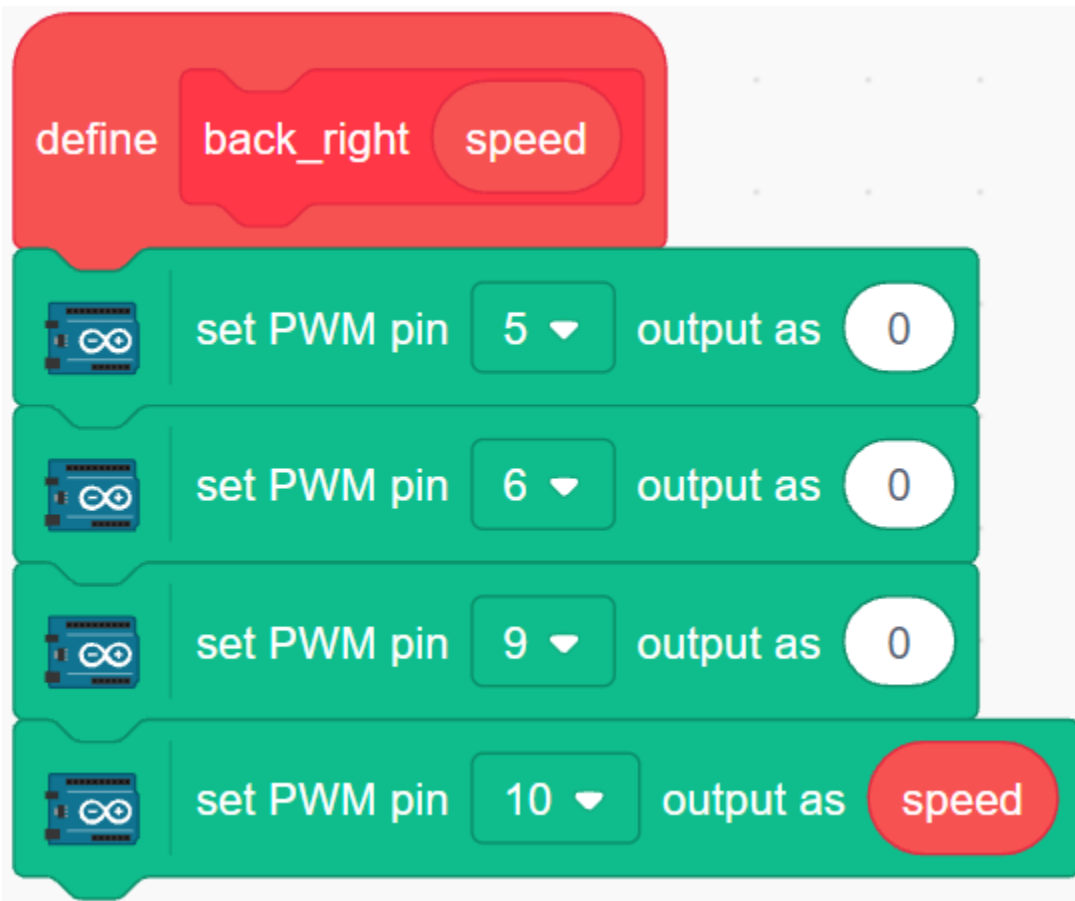 define back_right speed
set PWM pin 5 output as 0
set PWM pin 6 output as 0
set PWM pin 9 output as 0
set PWM pin 10 output as speed